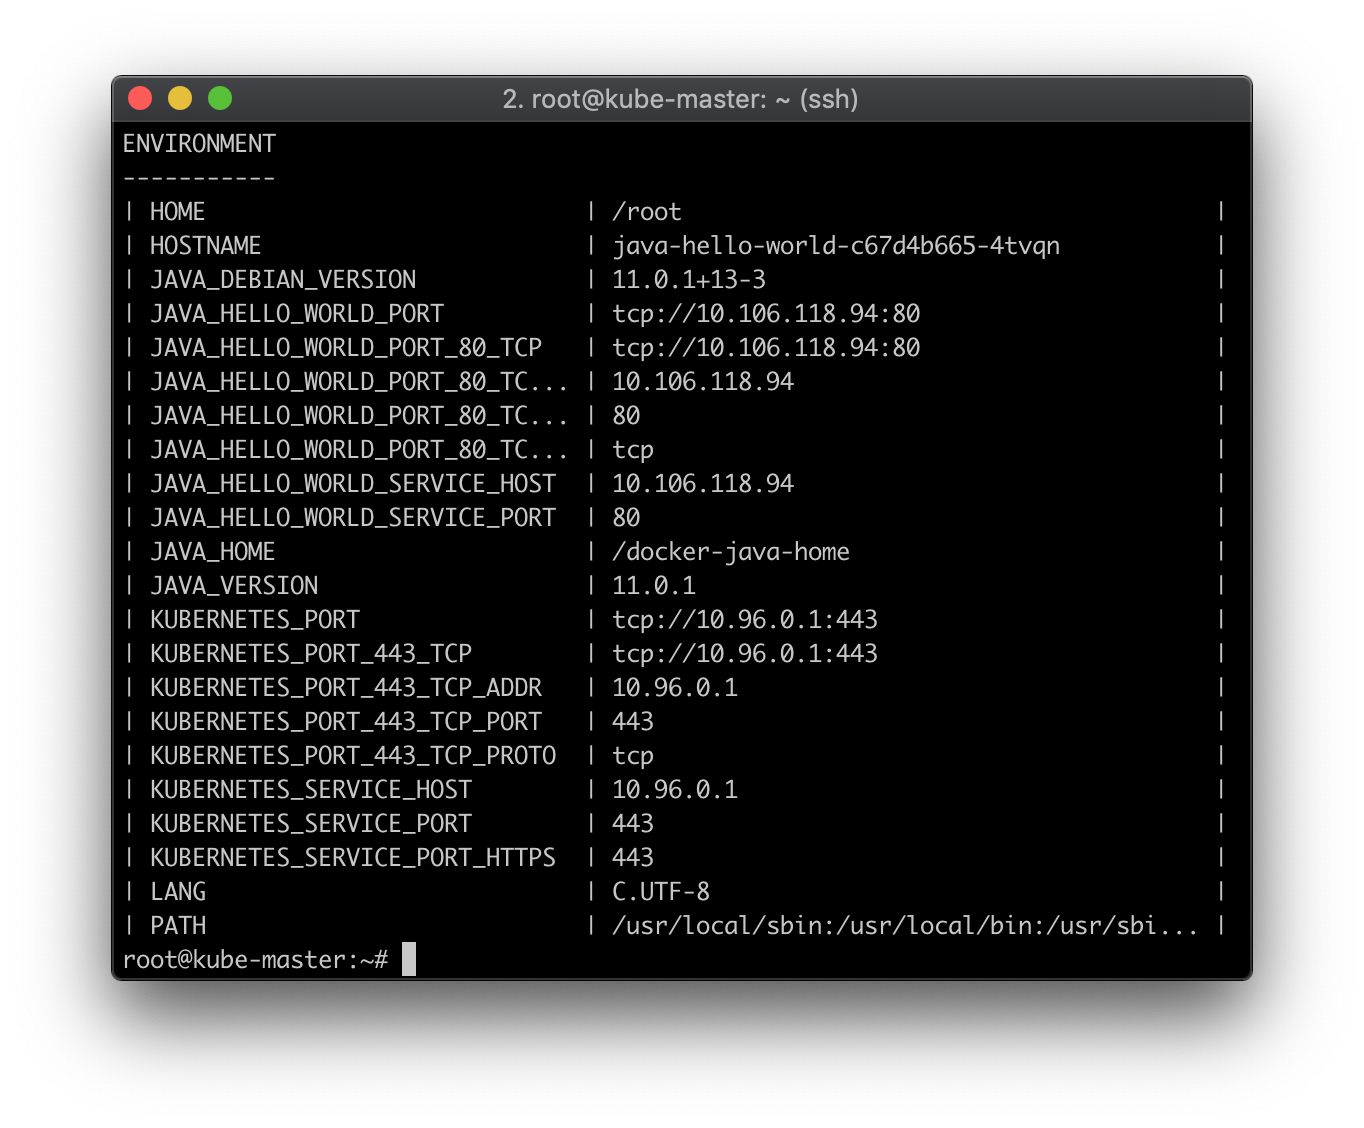 2. root@kube-master: ~ (ssh)
ENVIRONMENT
-----------
| HOME | /root |
| HOSTNAME | java-hello-world-c67d4b665-4tvqn |
| JAVA_DEBIAN_VERSION | 11.0.1+13-3 |
| JAVA_HELLO_WORLD_PORT | tcp://10.106.118.94:80 |
| JAVA_HELLO_WORLD_PORT_80_TCP | tcp://10.106.118.94:80 |
| JAVA_HELLO_WORLD_PORT_80_TC... | 10.106.118.94 |
| JAVA_HELLO_WORLD_PORT_80_TC... | 80 |
| JAVA_HELLO_WORLD_PORT_80_TC... | tcp |
| JAVA_HELLO_WORLD_SERVICE_HOST | 10.106.118.94 |
| JAVA_HELLO_WORLD_SERVICE_PORT | 80 |
| JAVA_HOME | /docker-java-home |
| JAVA_VERSION | 11.0.1 |
| KUBERNETES_PORT | tcp://10.96.0.1:443 |
| KUBERNETES_PORT_443_TCP | tcp://10.96.0.1:443 |
| KUBERNETES_PORT_443_TCP_ADDR | 10.96.0.1 |
| KUBERNETES_PORT_443_TCP_PORT | 443 |
| KUBERNETES_PORT_443_TCP_PROTO | tcp |
| KUBERNETES_SERVICE_HOST | 10.96.0.1 |
| KUBERNETES_SERVICE_PORT | 443 |
| KUBERNETES_SERVICE_PORT_HTTPS | 443 |
| LANG | C.UTF-8 |
| PATH | /usr/local/sbin:/usr/local/bin:/usr/sbi... |
root@kube-master:~#